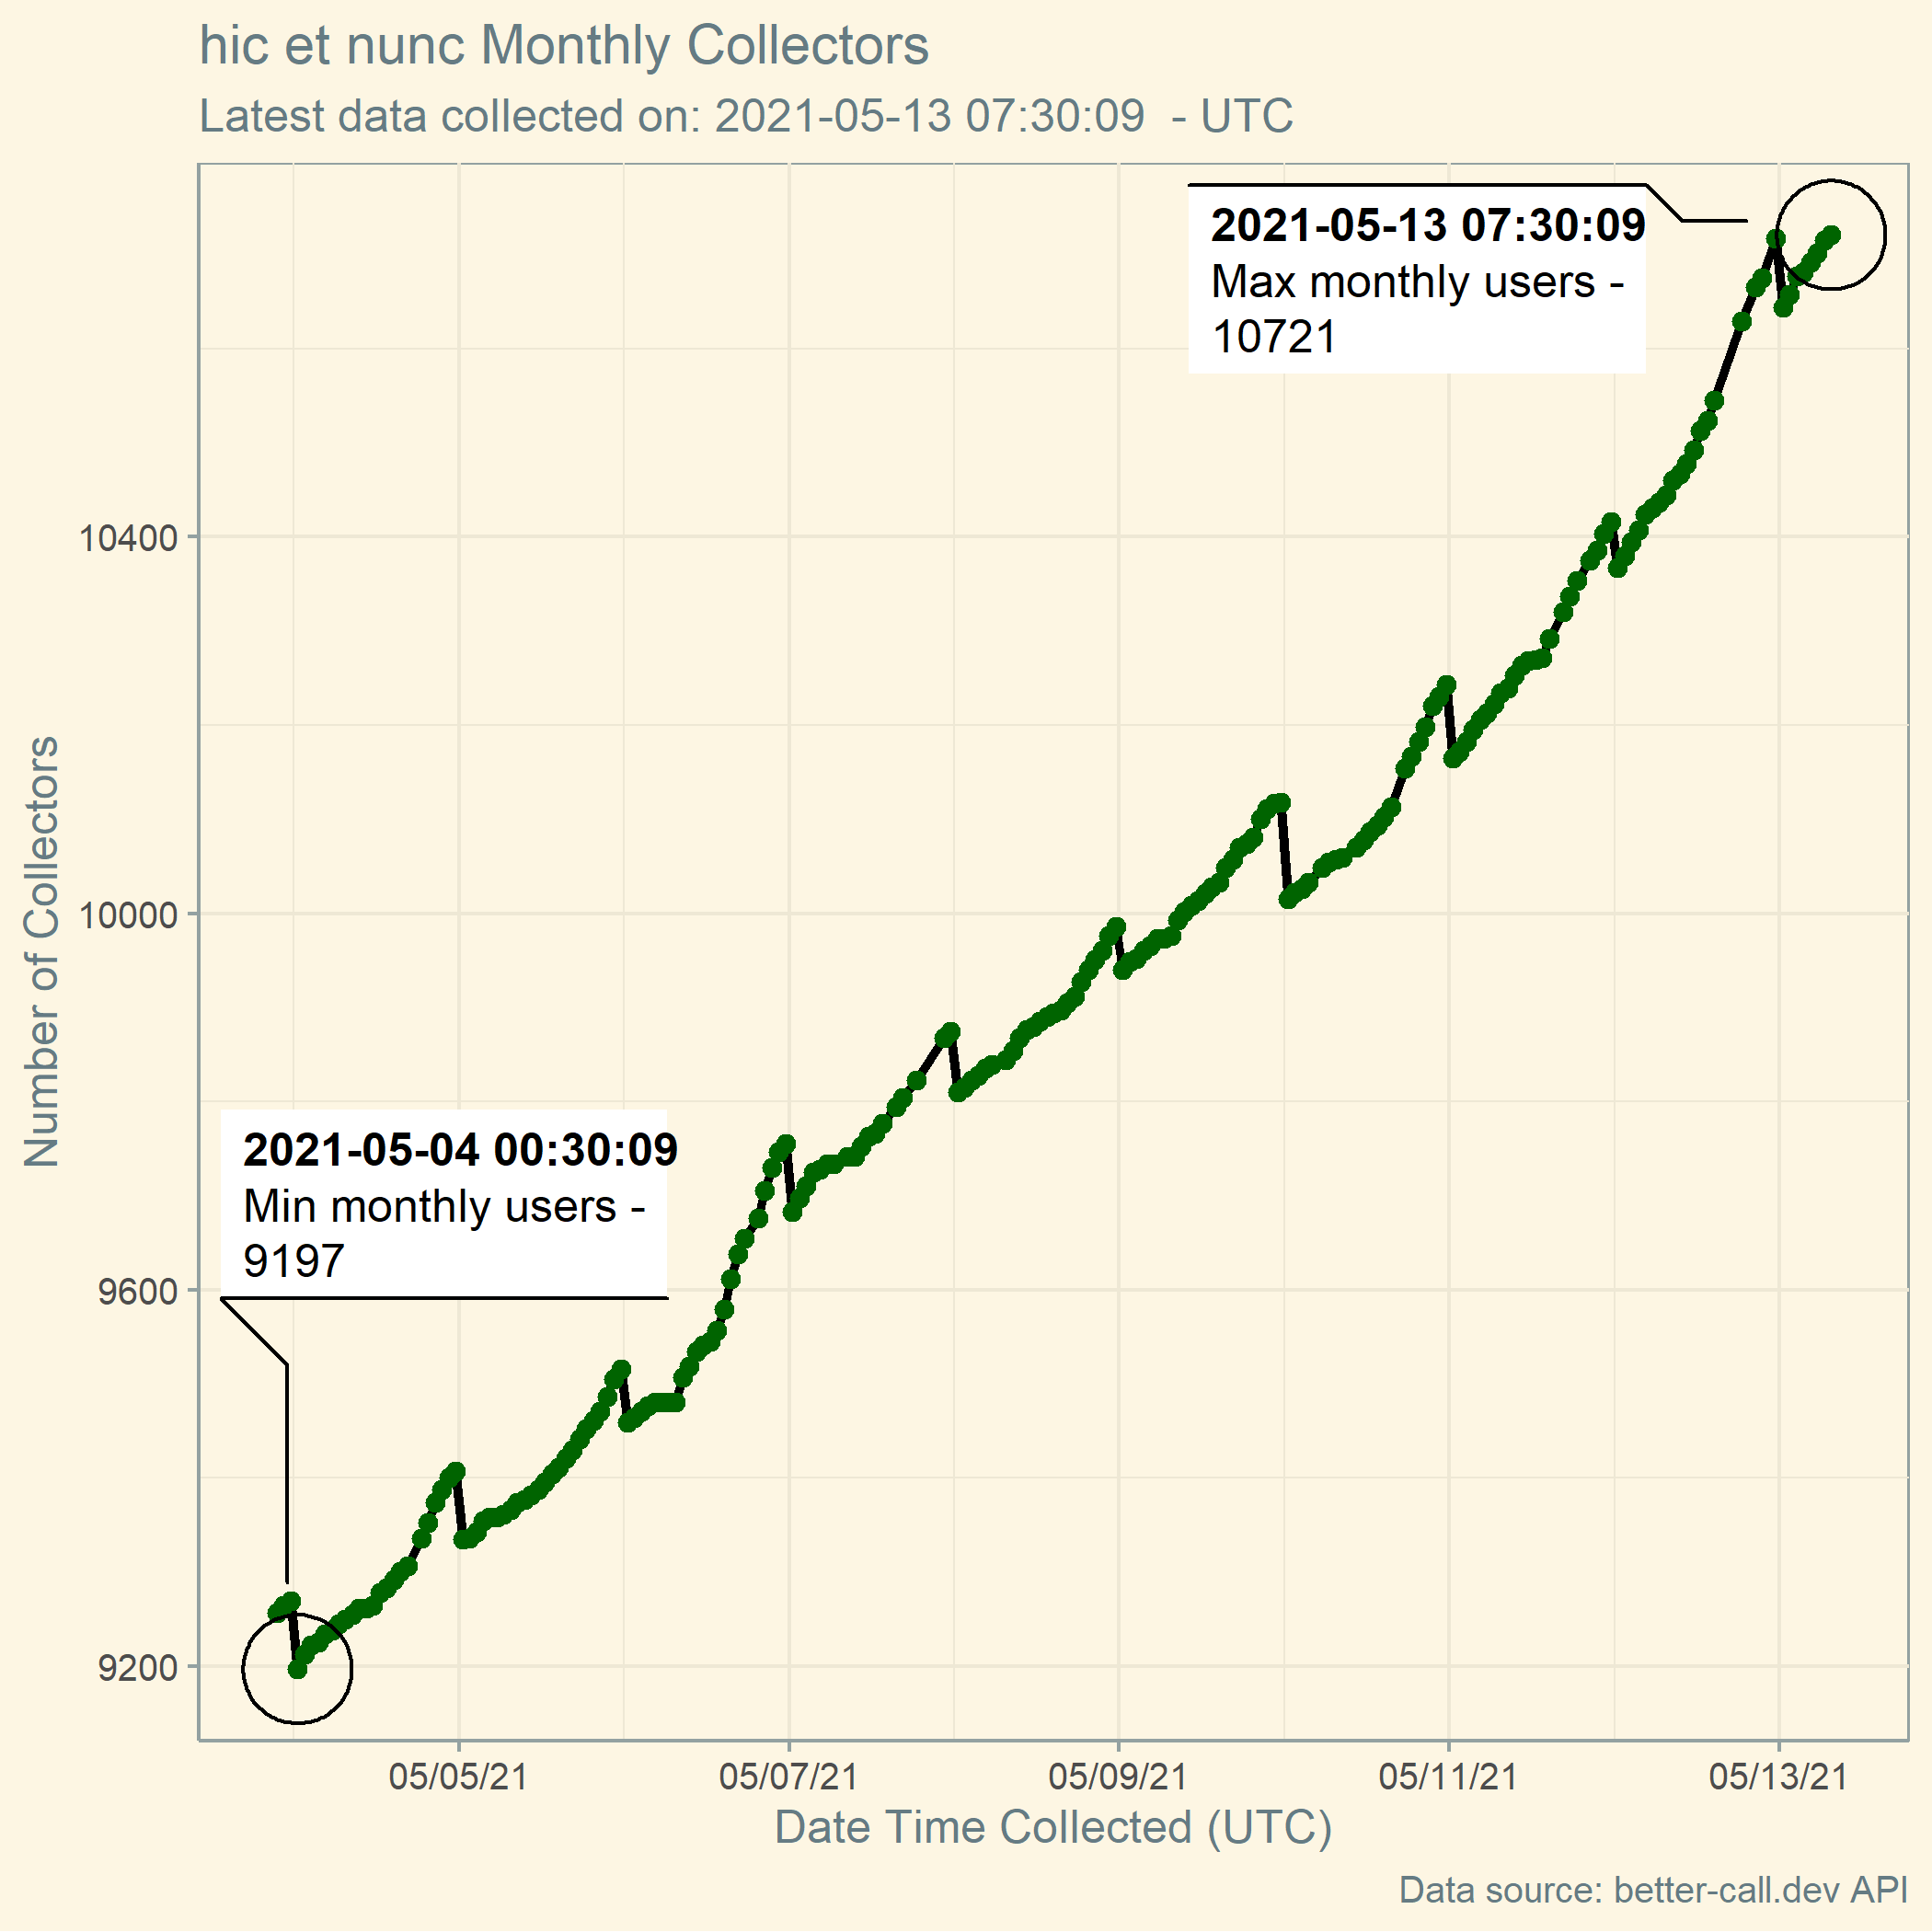 hic et nunc Monthly Collectors
Latest data collected on: 2021-05-13 07:30:09  - UTC
2021-05-13 07:30:09
Max monthly users -
10721
10400
10000
9600
9200
Number of Collectors
2021-05-04 00:30:09
Min monthly users -
9197
05/05/21
05/07/21
05/09/21
05/11/21
05/13/21
Date Time Collected (UTC)
Data source: better-call.dev API